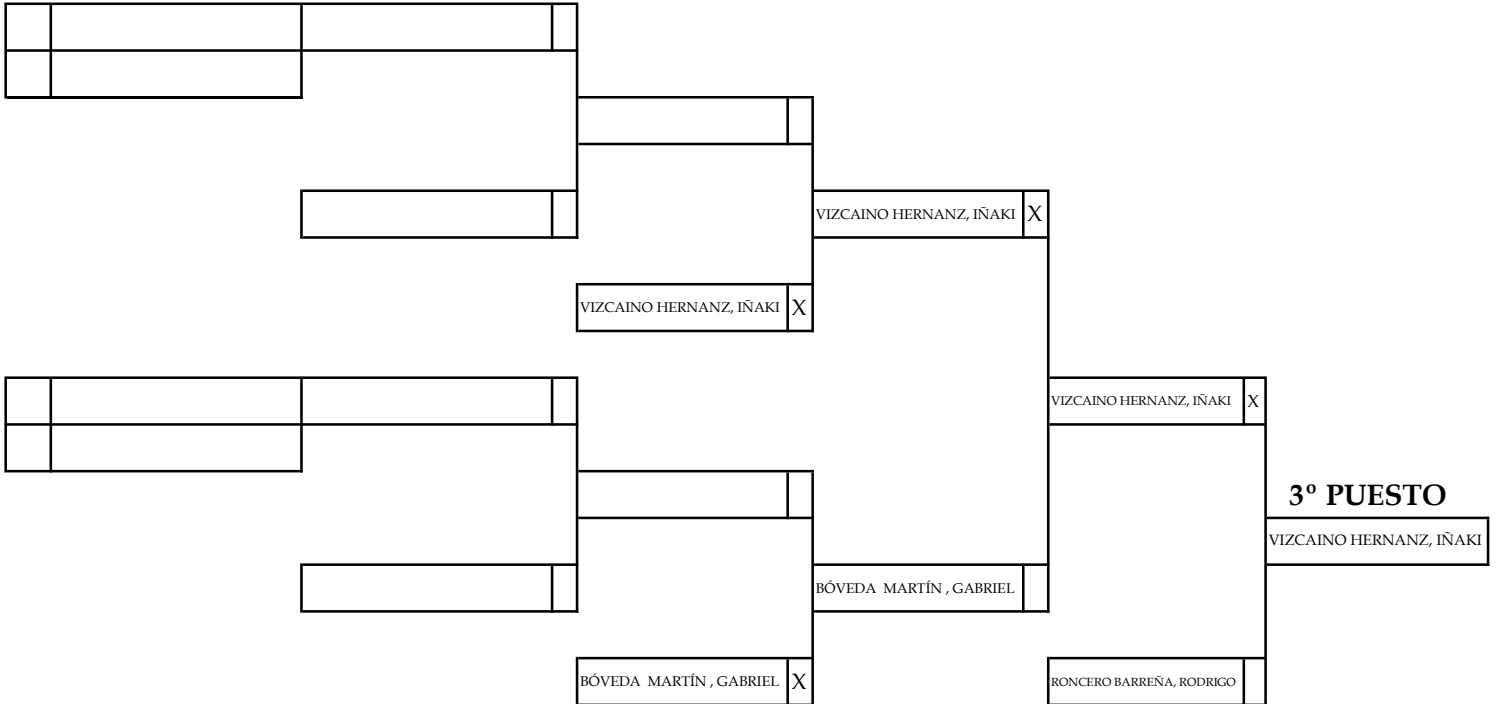 VIZCAINO HERNANZ, IÑAKI X
VIZCAINO HERNANZ, IÑAKI X
VIZCAINO HERNANZ, IÑAKI X
3º PUESTO
VIZCAINO HERNANZ, IÑAKI
BÓVEDA MARTÍN , GABRIEL
BÓVEDA MARTÍN , GABRIEL X
RONCERO BARREÑA, RODRIGO